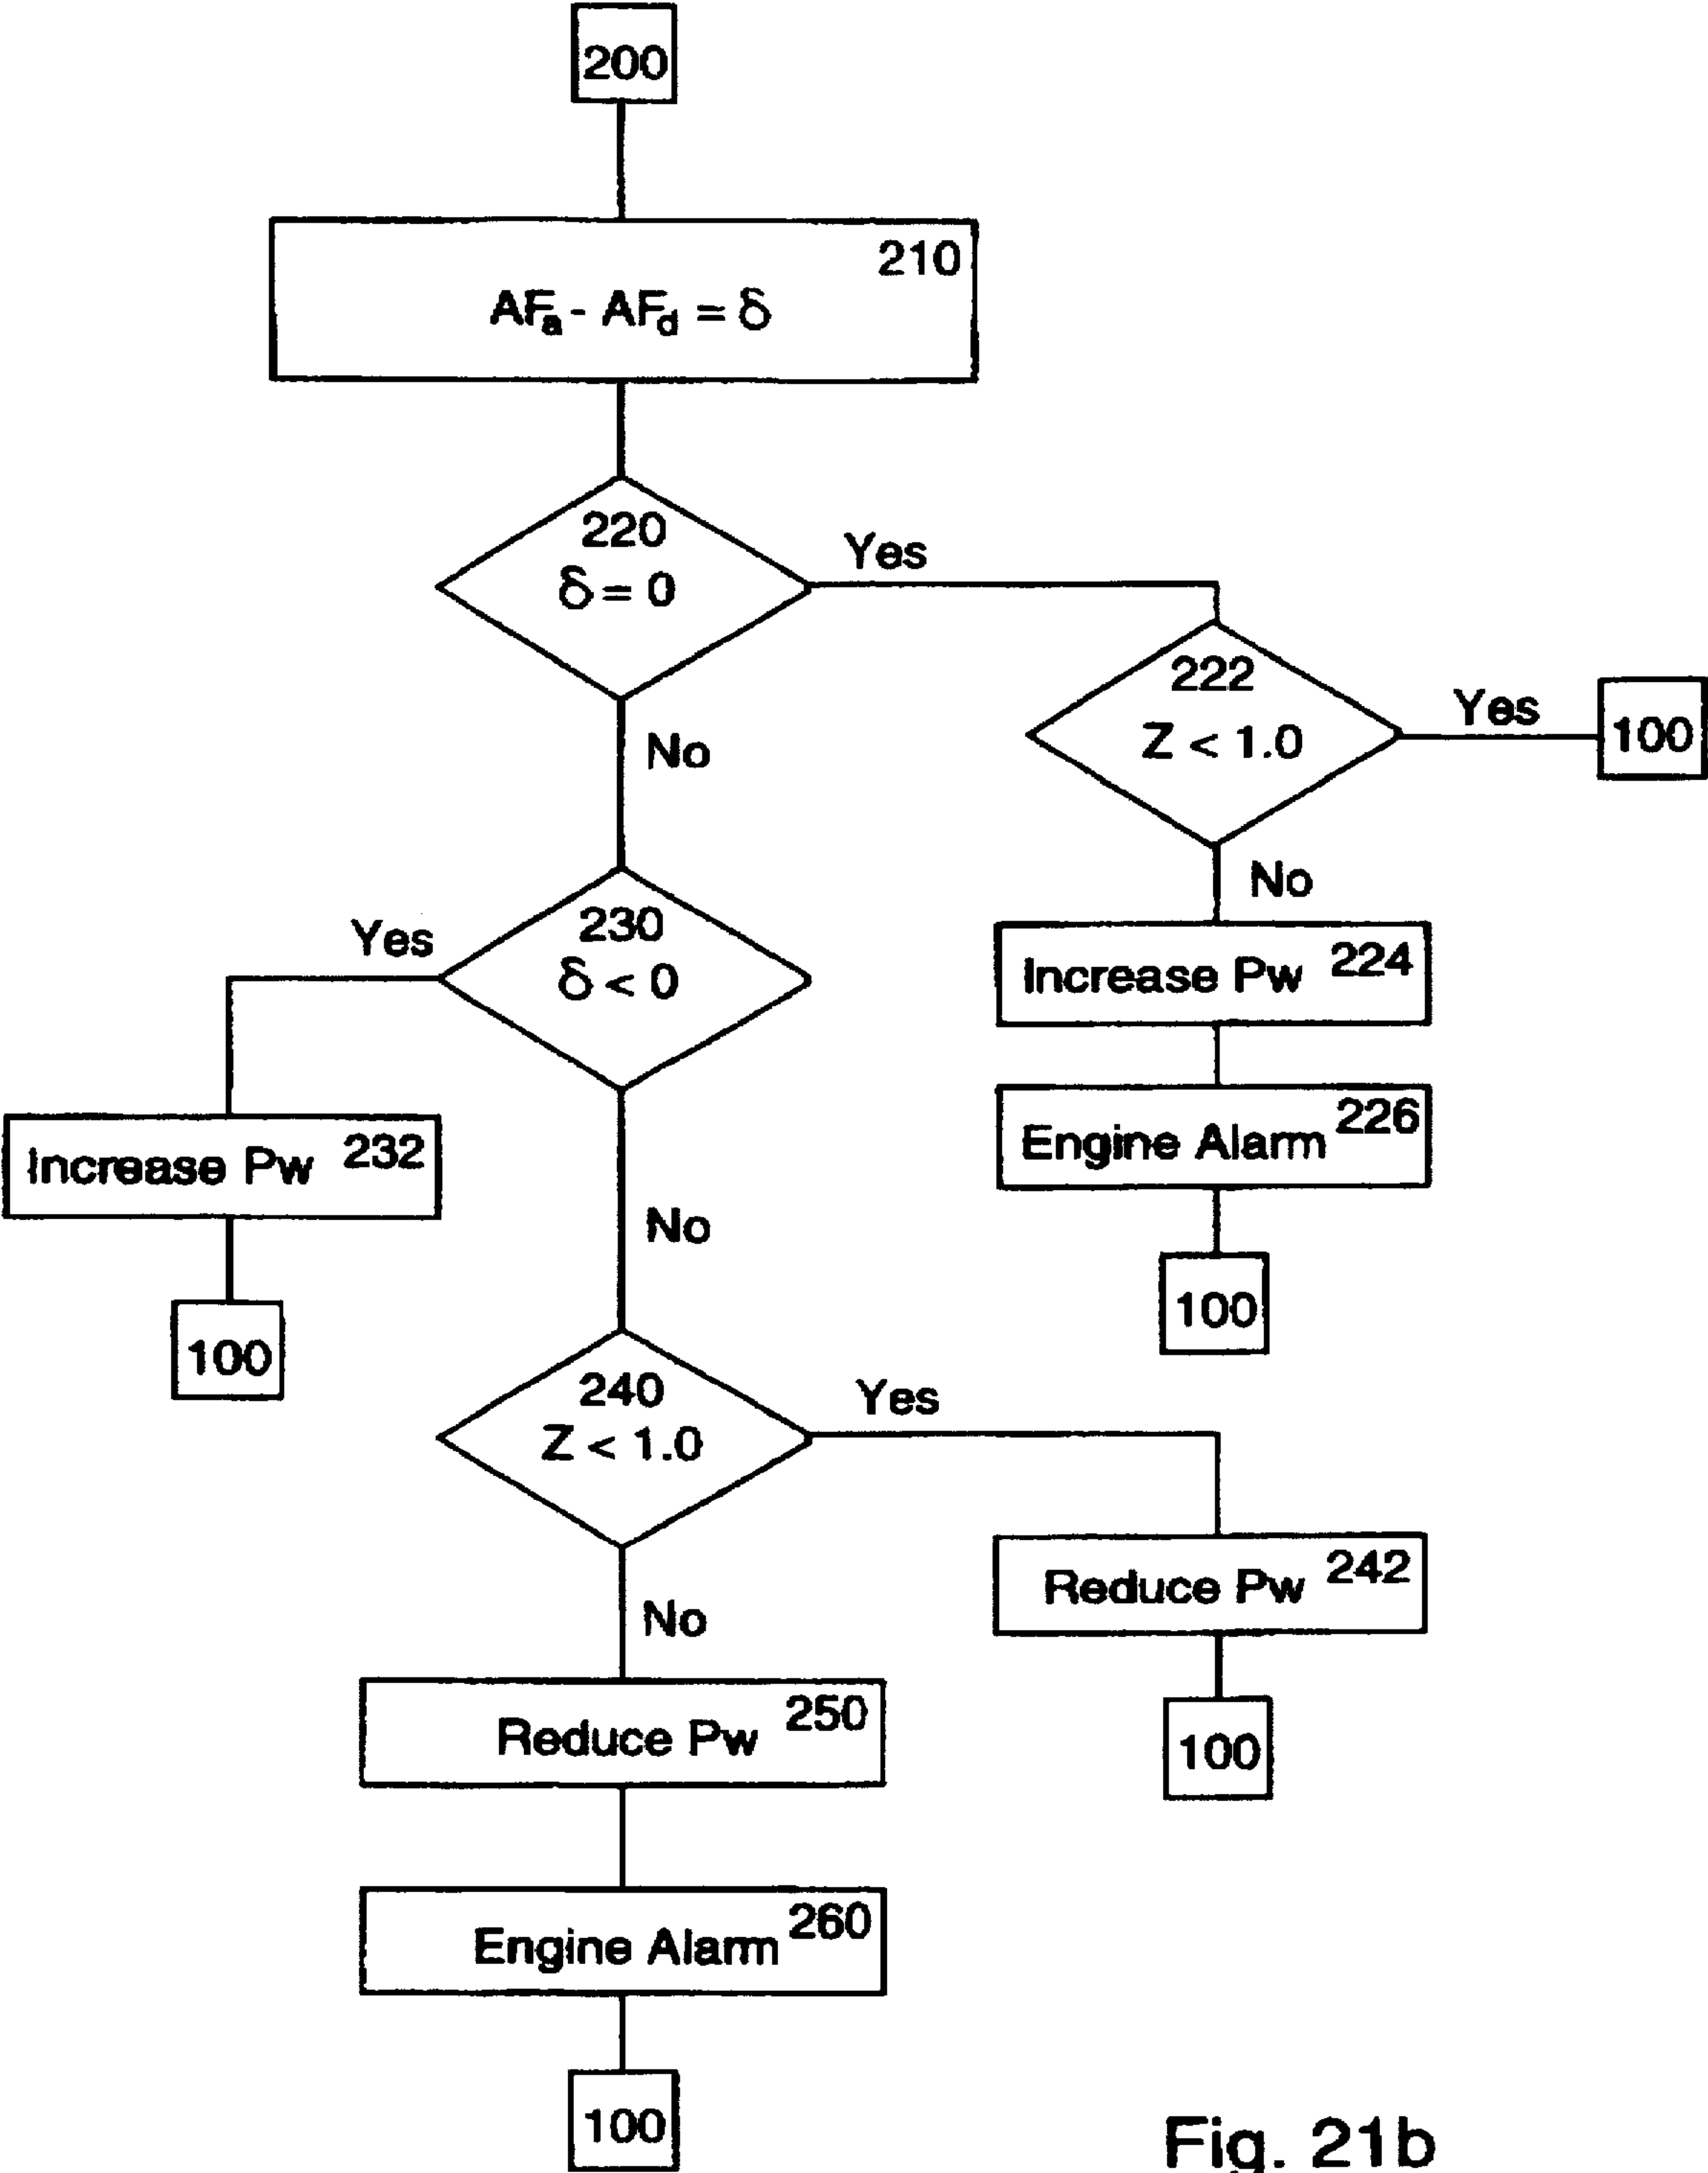 200
210
AFa - AFd = δ
220
δ = 0
Yes
No
222
Z < 1.0
Yes
100
No
Increase Pw 224
Engine Alarm 226
100
230
δ < 0
Yes
No
Increase Pw 232
100
240
Z < 1.0
Yes
No
Reduce Pw 242
100
Reduce Pw 250
Engine Alarm 260
100
Fig. 21b